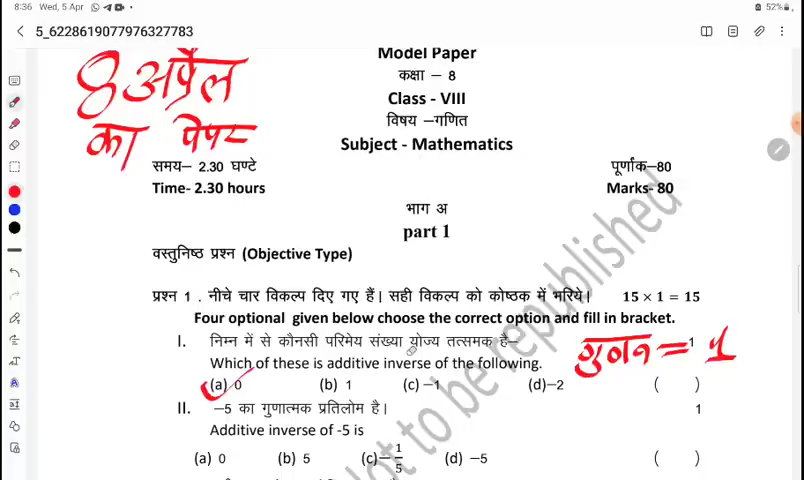 8:36 Wed, 5 Apr
52%
5_6228619077976327783
8 अप्रैल
का पेपर
Model Paper
कक्षा – 8
Class - VIII
विषय –गणित
Subject - Mathematics
समय– 2.30 घण्टे
पूर्णांक–80
Time- 2.30 hours
Marks- 80
भाग अ
part 1
वस्तुनिष्ठ प्रश्न (Objective Type)
प्रश्न 1 . नीचे चार विकल्प दिए गए हैं। सही विकल्प को कोष्ठक में भरिये। 15 × 1 = 15
Four optional given below choose the correct option and fill in bracket.
I. निम्न में से कौनसी परिमेय संख्या योज्य तत्समक है– 1
गुनन = 1
Which of these is additive inverse of the following.
(a) 0 (b) 1 (c) –1 (d)–2 ( )
II. –5 का गुणात्मक प्रतिलोम है। 1
Additive inverse of -5 is
(a) 0 (b) 5 (c)–1/5 (d) –5 ( )
not to be republished